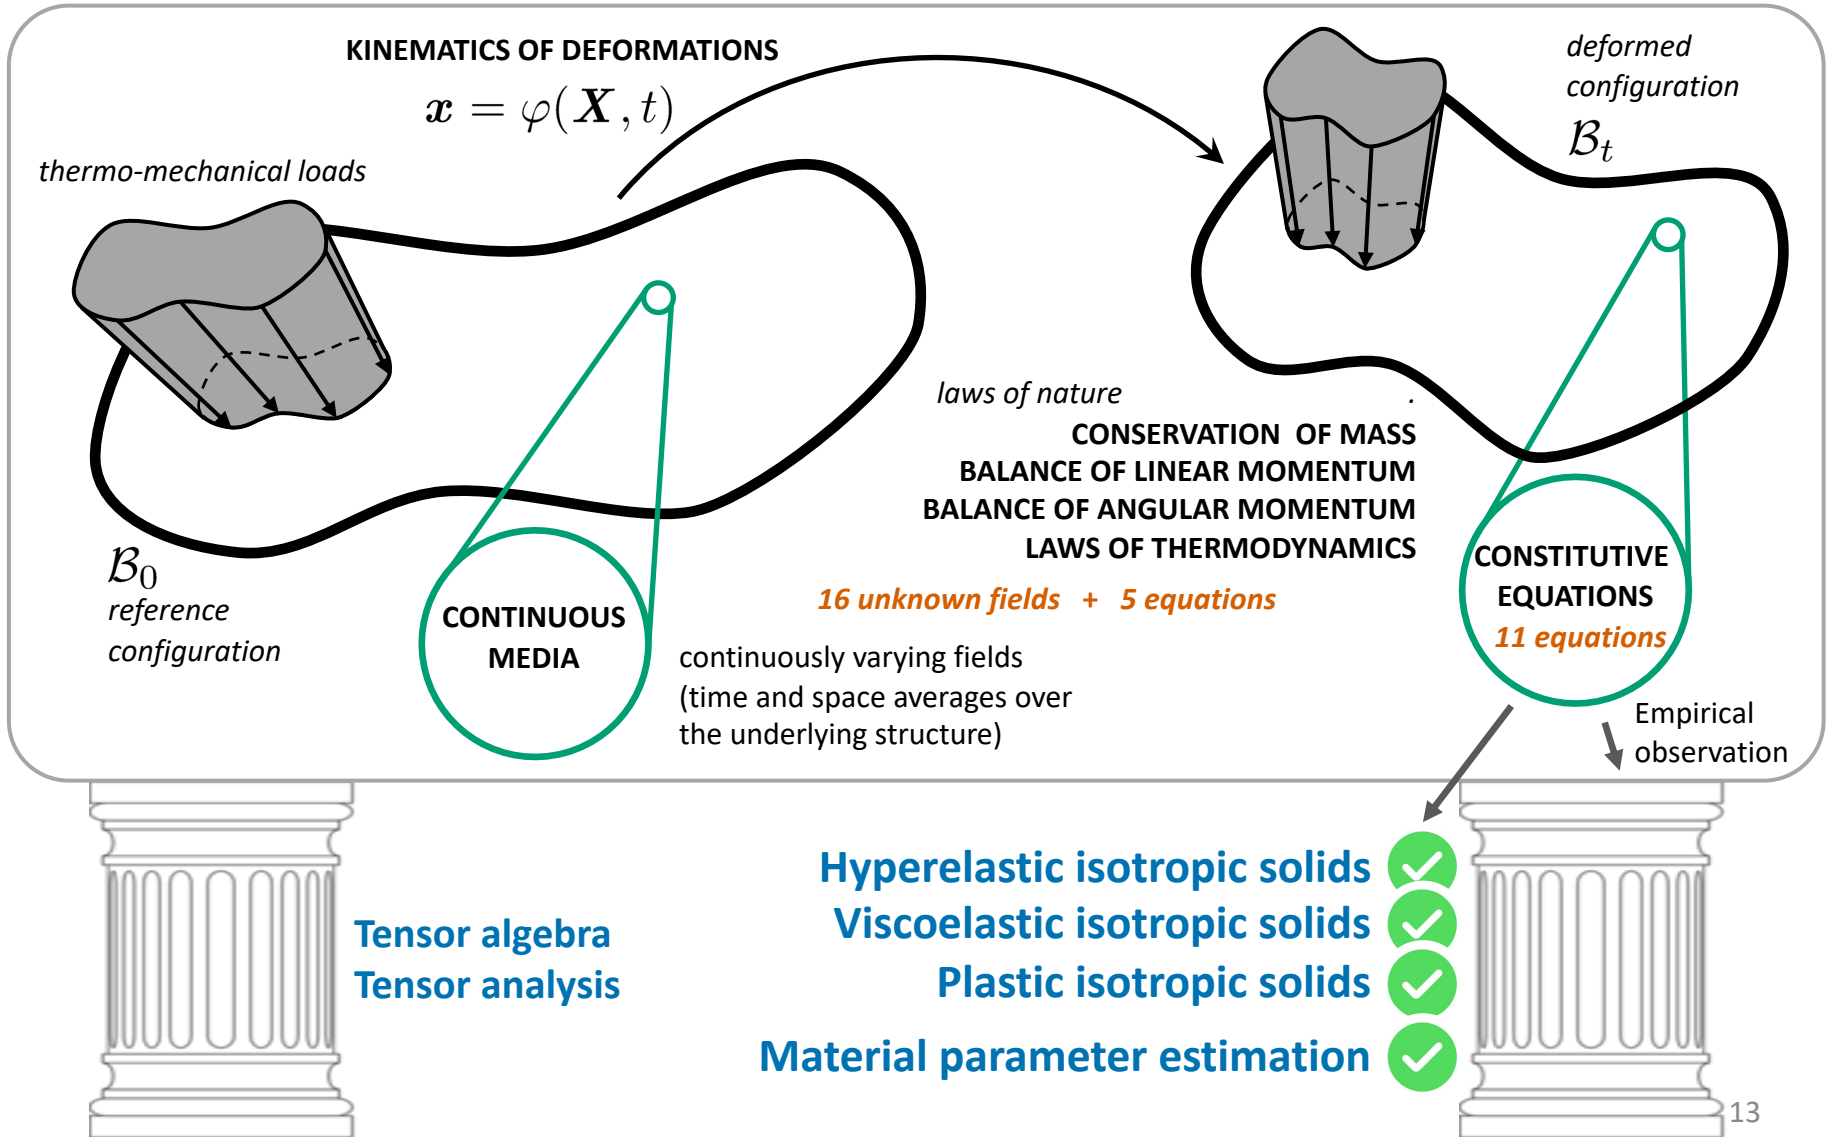 KINEMATICS OF DEFORMATIONS
x = φ(X, t)
thermo-mechanical loads
deformed
configuration
ℬt
ℬ0
reference
configuration
CONTINUOUS
MEDIA
continuously varying fields
(time and space averages over
the underlying structure)
laws of nature .
CONSERVATION OF MASS
BALANCE OF LINEAR MOMENTUM
BALANCE OF ANGULAR MOMENTUM
LAWS OF THERMODYNAMICS
16 unknown fields + 5 equations
CONSTITUTIVE
EQUATIONS
11 equations
Empirical
observation
Tensor algebra
Tensor analysis
Hyperelastic isotropic solids
Viscoelastic isotropic solids
Plastic isotropic solids
Material parameter estimation
13